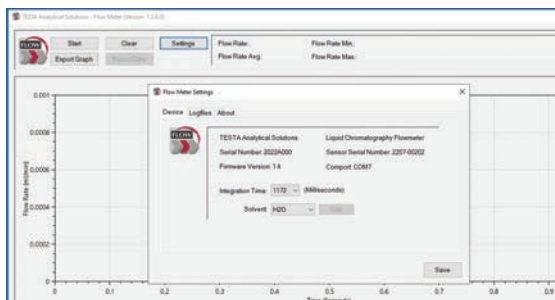 TESTA Analytical Solutions - Flow Meter (Version: 1.3.0.0)
FLOW Start Clear Settings Flow Rate: Flow Rate Min:
Export Graph Flow Rate Avg.: Flow Rate Max:
Flow Meter Settings
Device Logfiles About
FLOW
TESTA Analytical Solutions Liquid Chromatography Flowmeter
Serial Number: 2022A000 Sensor Serial Number: 2207-00202
Firmware Version: 1.4 Comport: COM7
Integration Time: 1172 (Milliseconds)
Solvent: H2O
Save
Flow Rate (ml/min)
0.001
0.0008
0.0006
0.0004
0.0002
0
0 0.1 0.2 0.3 0.4 0.5 0.6 0.7 0.8 0.9